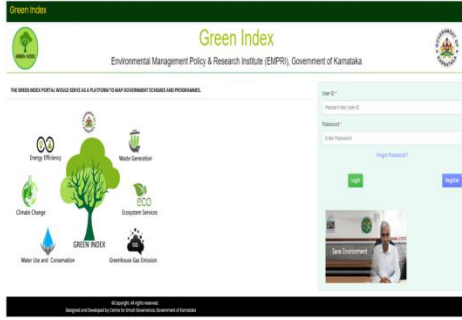 Green Index
Green Index
GREEN INDEX
Environmental Management Policy & Research Institute (EMPRI), Government of Karnataka
THE GREEN INDEX PORTAL WOULD SERVE AS A PLATFORM TO MAP GOVERNMENT SCHEMES AND PROGRAMMES.
Energy Efficiency
Waste Generation
Climate Change
eco
Ecosystem Services
Water Use and Conservation
GREEN INDEX
CO₂
Greenhouse Gas Emission
User ID *
Please Enter User ID
Password *
Enter Password
Forgot Password?
Login
Register
Save Environment
©Copyright. All rights reserved.
Designed and Developed by Centre for Smart Governance, Government of Karnataka